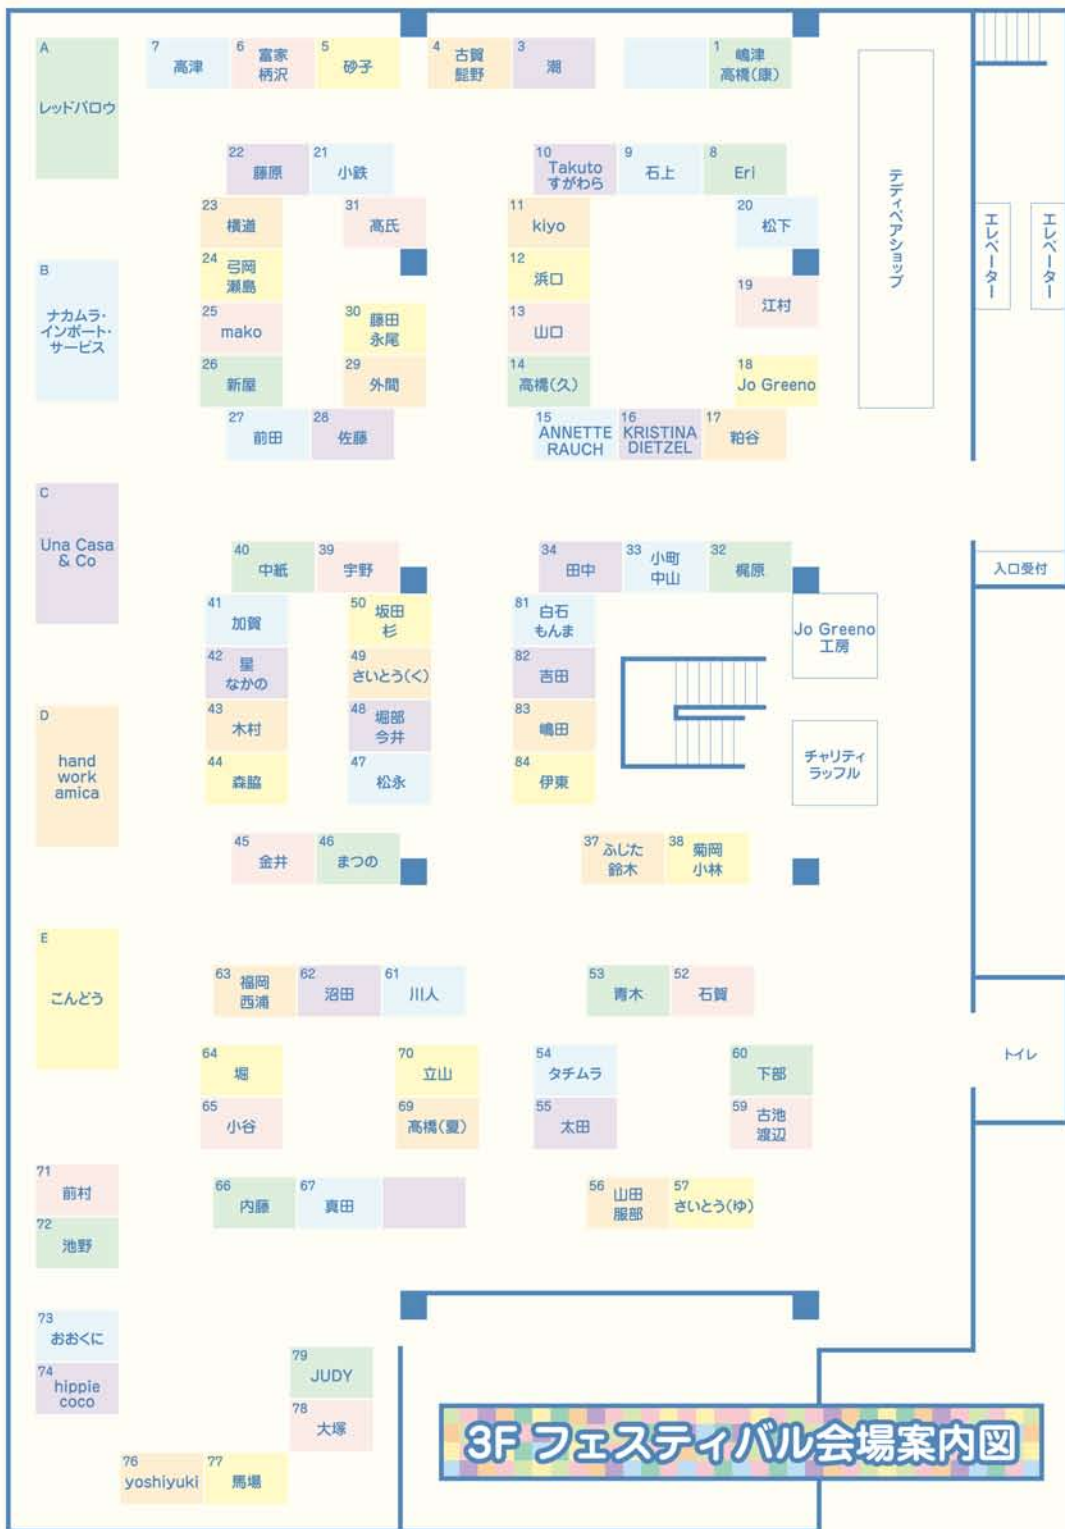 A
レッドバロウ
7
高津
6
富家
柄沢
5
砂子
4
古賀
髭野
3
潮
1
嶋津
高橋(康)
22
藤原
21
小鉄
10
Takuto
すがわら
9
石上
8
Eri
テディベアショップ
エレベーター
エレベーター
23
横道
31
高氏
11
kiyo
20
松下
24
弓岡
瀬島
12
浜口
B
ナカムラ・
インポート・
サービス
25
mako
30
藤田
永尾
13
山口
19
江村
26
新屋
29
外間
14
高橋(久)
18
Jo Greeno
27
前田
28
佐藤
15
ANNETTE
RAUCH
16
KRISTINA
DIETZEL
17
粕谷
C
Una Casa
& Co
40
中紙
39
宇野
34
田中
33
小町
中山
32
梶原
入口受付
41
加賀
50
坂田
杉
81
白石
もんま
Jo Greeno
工房
42
星
なかの
49
さいとう(く)
82
吉田
43
木村
48
堀部
今井
83
嶋田
D
hand
work
amica
44
森脇
47
松永
84
伊東
チャリティ
ラッフル
45
金井
46
まつの
37
ふじた
鈴木
38
菊岡
小林
E
こんどう
63
福岡
西浦
62
沼田
61
川人
53
青木
52
石賀
64
堀
70
立山
54
タチムラ
60
下部
トイレ
65
小谷
69
髙橋(夏)
55
太田
59
古池
渡辺
71
前村
72
池野
66
内藤
67
真田
56
山田
服部
57
さいとう(ゆ)
73
おおくに
74
hippie
coco
79
JUDY
78
大塚
76
yoshiyuki
77
馬場
3F フェスティバル会場案内図